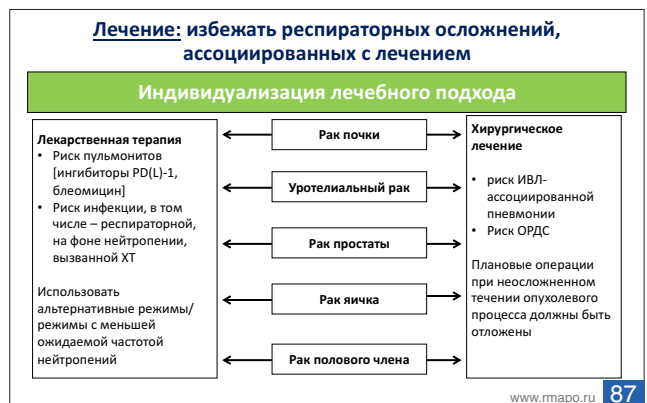 Лечение: избежать респираторных осложнений,
ассоциированных с лечением
Индивидуализация лечебного подхода
Лекарственная терапия
• Риск пульмонитов
[ингибиторы PD(L)-1,
блеомицин]
• Риск инфекции, в том
числе – респираторной,
на фоне нейтропении,
вызванной ХТ
Использовать
альтернативные режимы/
режимы с меньшей
ожидаемой частотой
нейтропений
Рак почки
Уротелиальный рак
Рак простаты
Рак яичка
Рак полового члена
Хирургическое
лечение
• риск ИВЛ-
ассоциированной
пневмонии
• Риск ОРДС
Плановые операции
при неосложненном
течении опухолевого
процесса должны быть
отложены
www.rmapo.ru 87